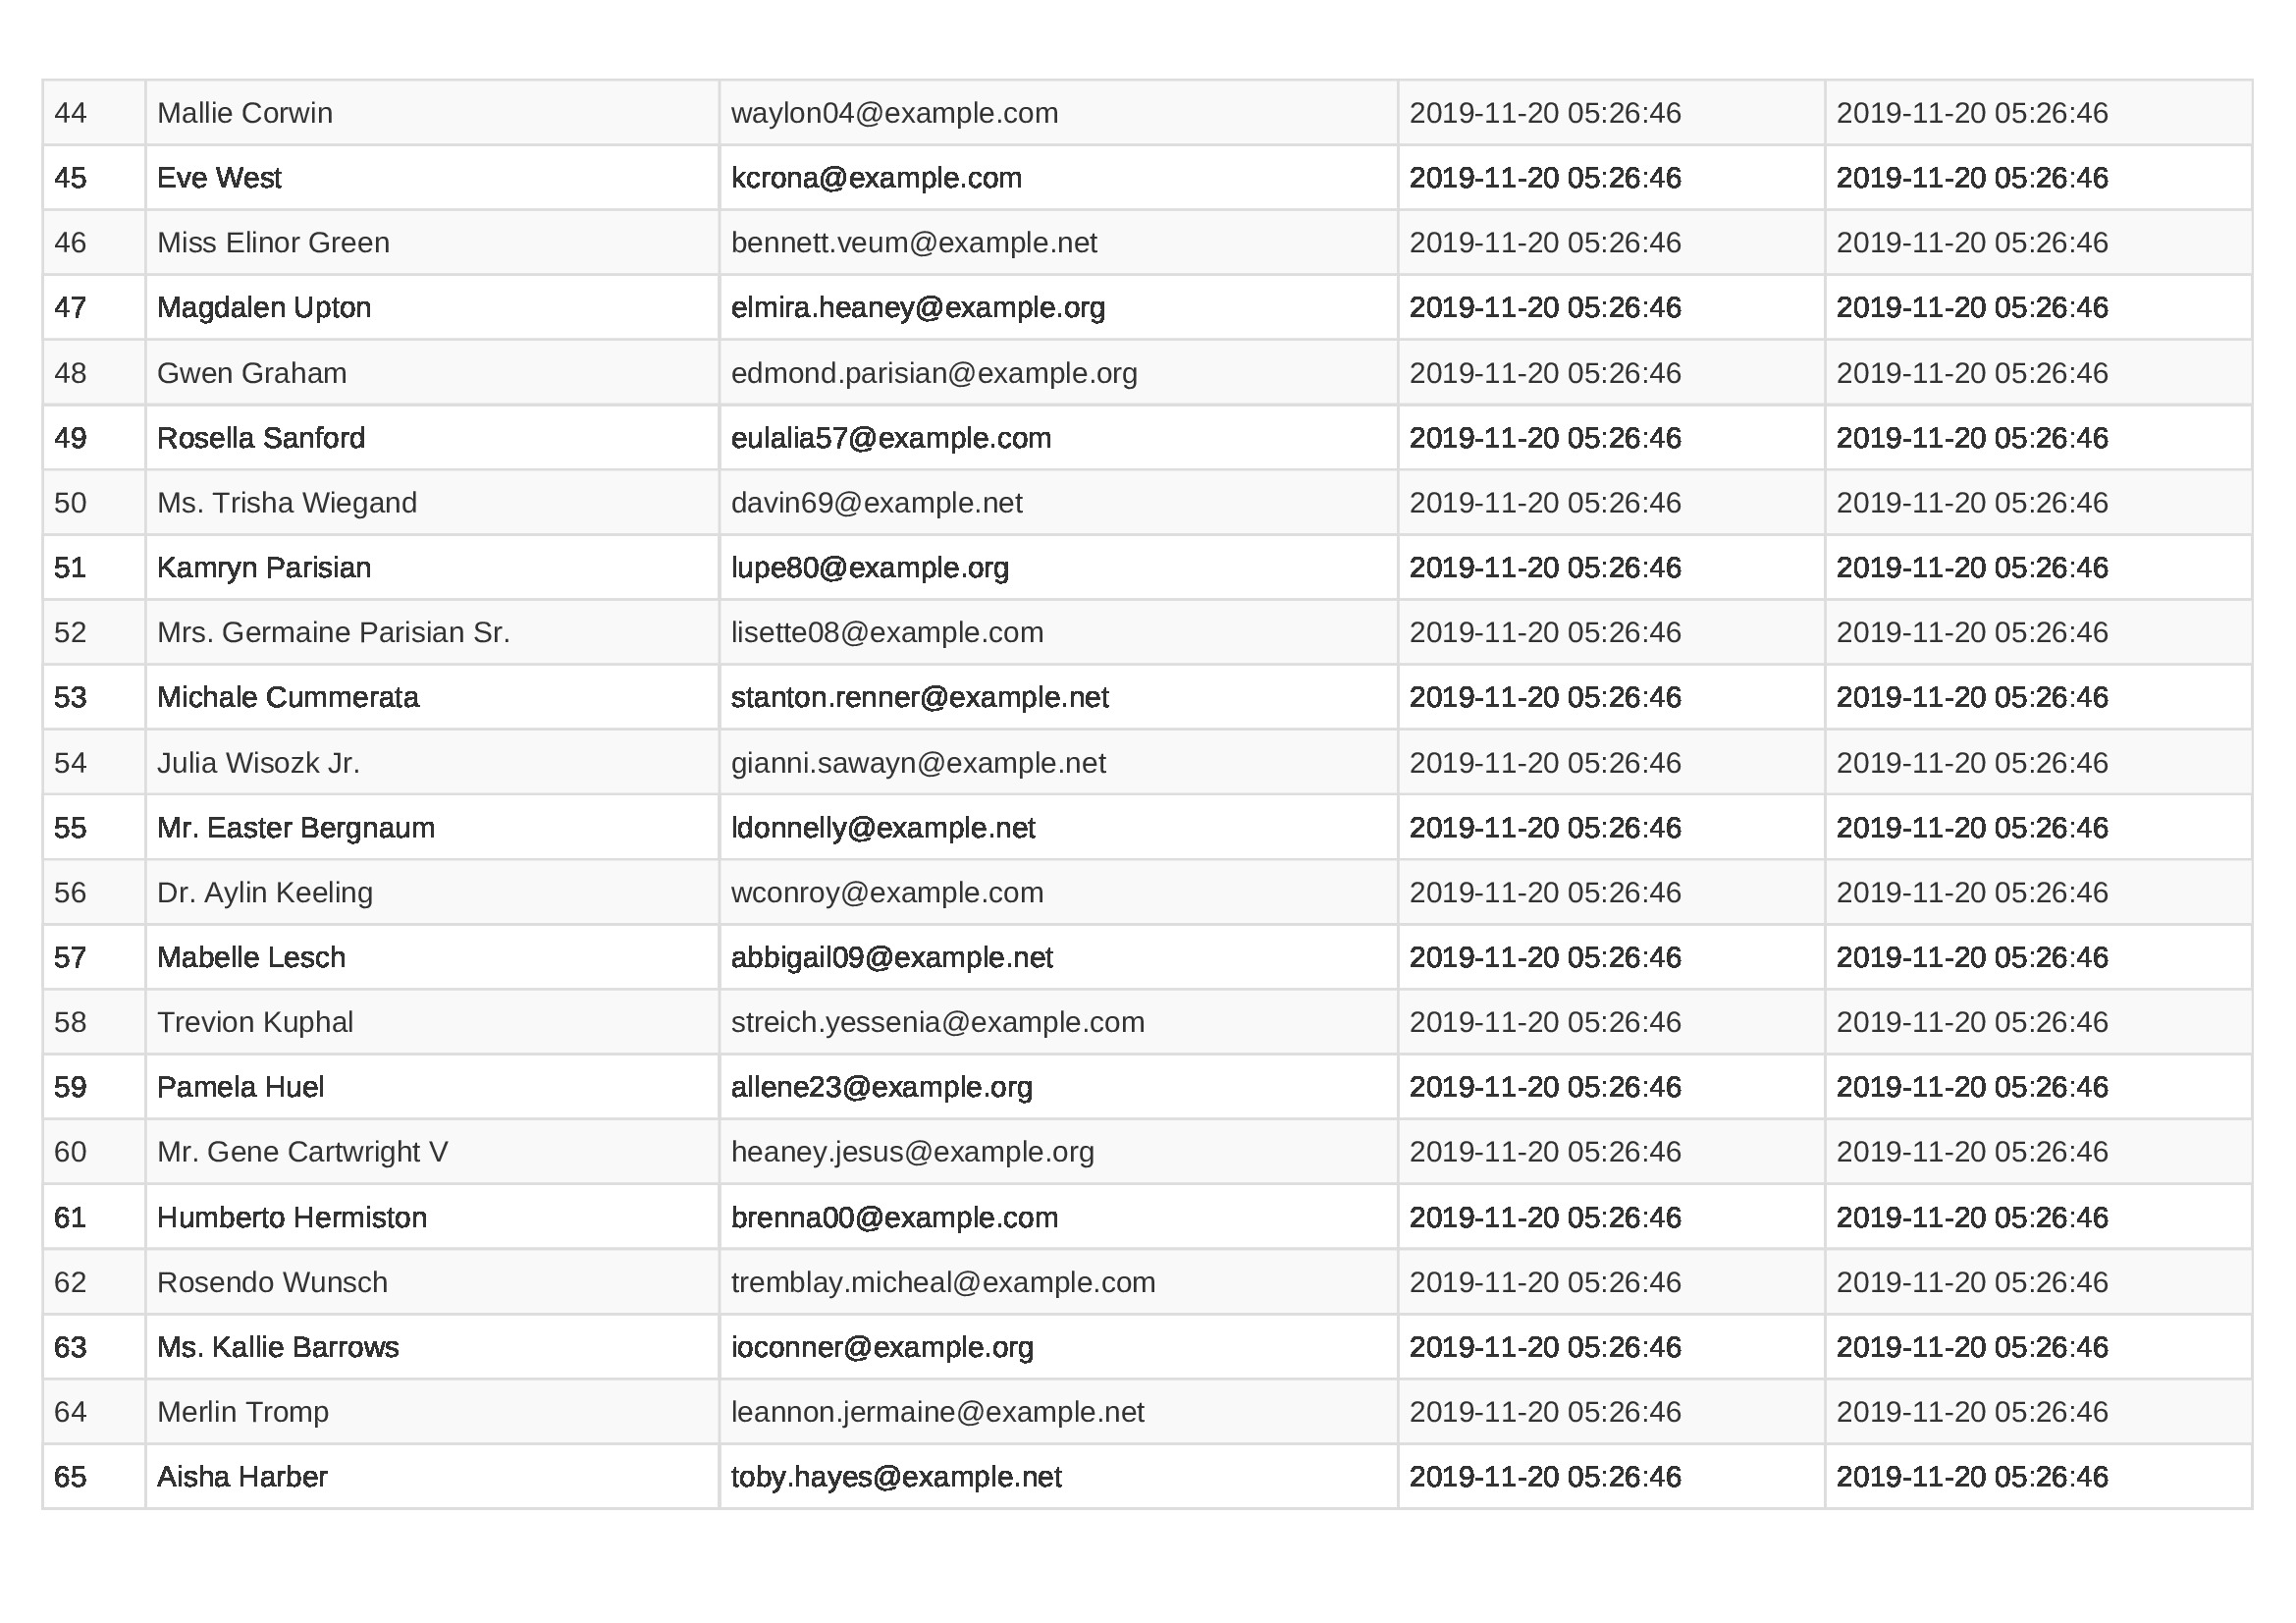 44 Mallie Corwin waylon04@example.com 2019-11-20 05:26:46 2019-11-20 05:26:46
45 Eve West kcrona@example.com 2019-11-20 05:26:46 2019-11-20 05:26:46
46 Miss Elinor Green bennett.veum@example.net 2019-11-20 05:26:46 2019-11-20 05:26:46
47 Magdalen Upton elmira.heaney@example.org 2019-11-20 05:26:46 2019-11-20 05:26:46
48 Gwen Graham edmond.parisian@example.org 2019-11-20 05:26:46 2019-11-20 05:26:46
49 Rosella Sanford eulalia57@example.com 2019-11-20 05:26:46 2019-11-20 05:26:46
50 Ms. Trisha Wiegand davin69@example.net 2019-11-20 05:26:46 2019-11-20 05:26:46
51 Kamryn Parisian lupe80@example.org 2019-11-20 05:26:46 2019-11-20 05:26:46
52 Mrs. Germaine Parisian Sr. lisette08@example.com 2019-11-20 05:26:46 2019-11-20 05:26:46
53 Michale Cummerata stanton.renner@example.net 2019-11-20 05:26:46 2019-11-20 05:26:46
54 Julia Wisozk Jr. gianni.sawayn@example.net 2019-11-20 05:26:46 2019-11-20 05:26:46
55 Mr. Easter Bergnaum ldonnelly@example.net 2019-11-20 05:26:46 2019-11-20 05:26:46
56 Dr. Aylin Keeling wconroy@example.com 2019-11-20 05:26:46 2019-11-20 05:26:46
57 Mabelle Lesch abbigail09@example.net 2019-11-20 05:26:46 2019-11-20 05:26:46
58 Trevion Kuphal streich.yessenia@example.com 2019-11-20 05:26:46 2019-11-20 05:26:46
59 Pamela Huel allene23@example.org 2019-11-20 05:26:46 2019-11-20 05:26:46
60 Mr. Gene Cartwright V heaney.jesus@example.org 2019-11-20 05:26:46 2019-11-20 05:26:46
61 Humberto Hermiston brenna00@example.com 2019-11-20 05:26:46 2019-11-20 05:26:46
62 Rosendo Wunsch tremblay.micheal@example.com 2019-11-20 05:26:46 2019-11-20 05:26:46
63 Ms. Kallie Barrows ioconner@example.org 2019-11-20 05:26:46 2019-11-20 05:26:46
64 Merlin Tromp leannon.jermaine@example.net 2019-11-20 05:26:46 2019-11-20 05:26:46
65 Aisha Harber toby.hayes@example.net 2019-11-20 05:26:46 2019-11-20 05:26:46